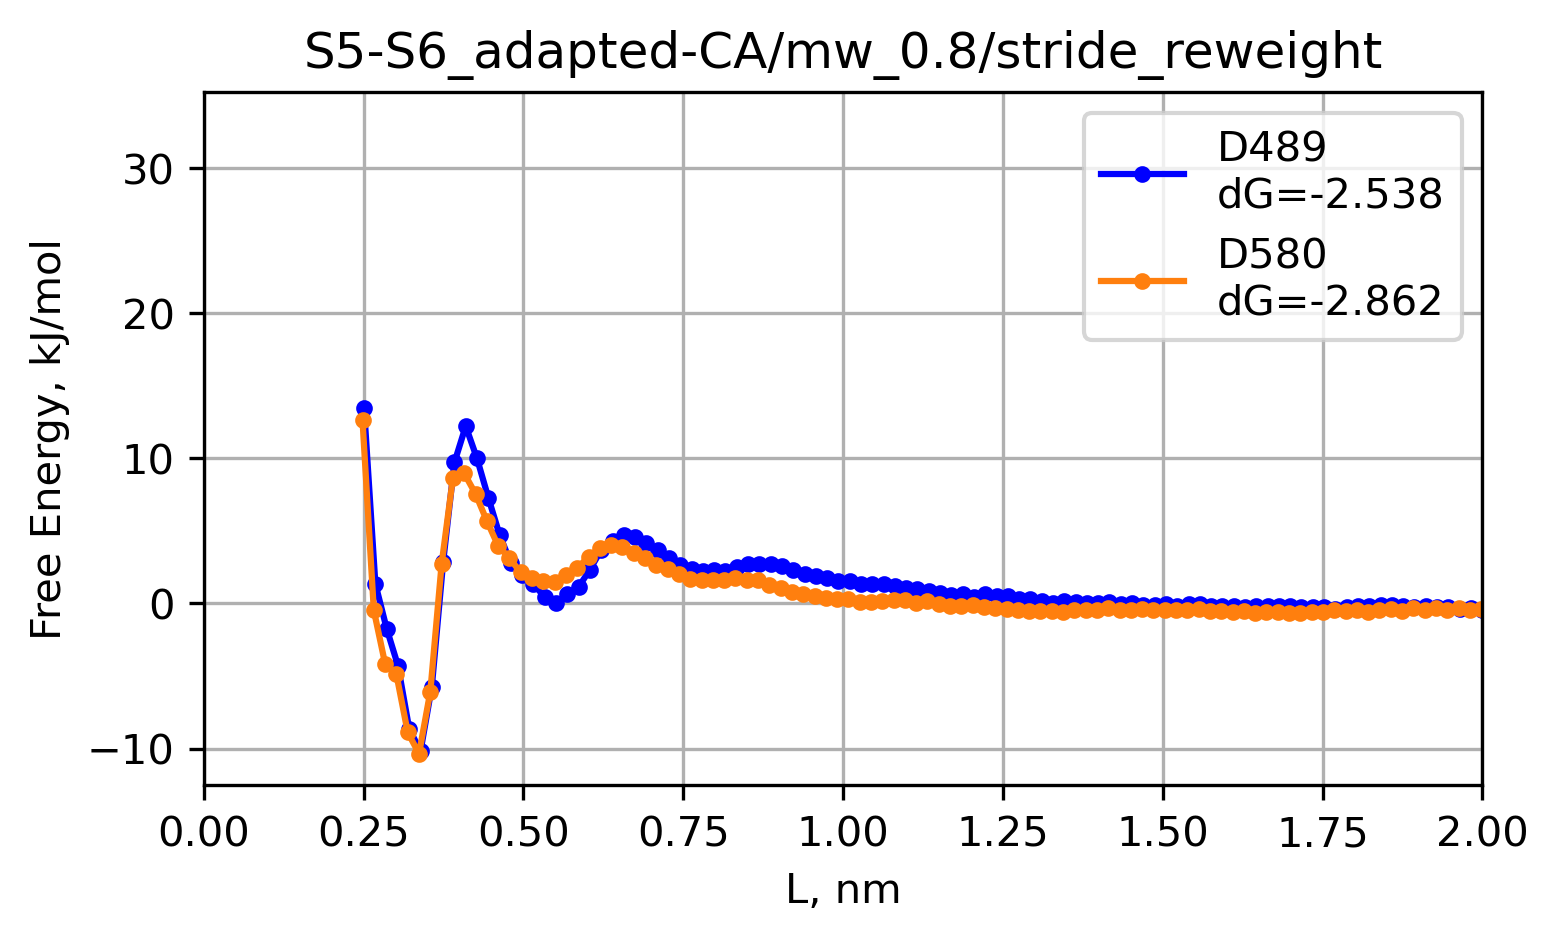 S5-S6_adapted-CA/mw_0.8/stride_reweight
D489
dG=-2.538
D580
dG=-2.862
Free Energy, kJ/mol
30
20
10
0
−10
0.00 0.25 0.50 0.75 1.00 1.25 1.50 1.75 2.00
L, nm